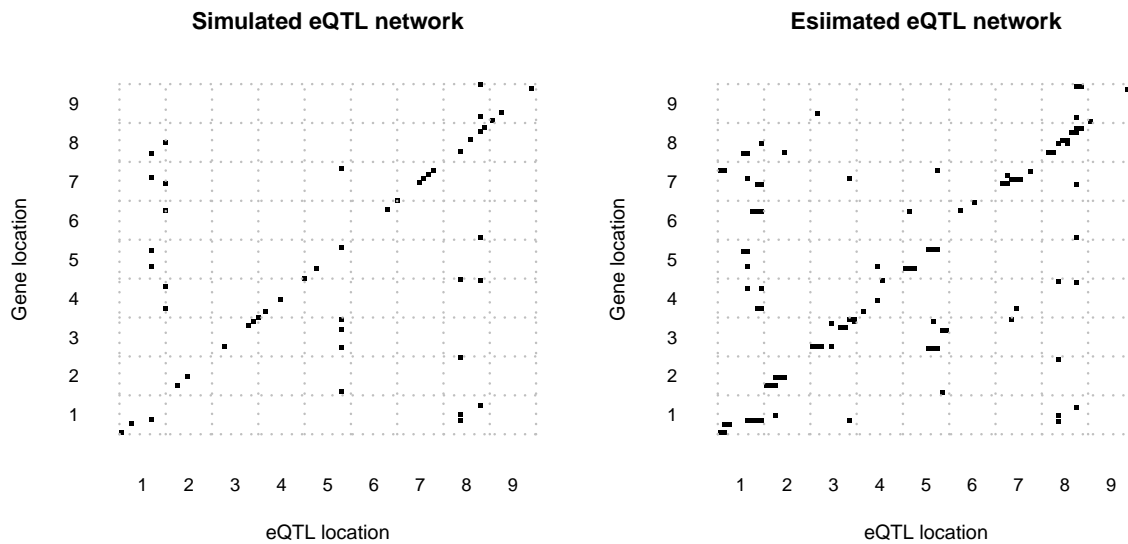 Simulated eQTL network
9
8
7
6
5
4
3
2
1
Gene location
1 2 3 4 5 6 7 8 9
eQTL location
Esiimated eQTL network
9
8
7
6
5
4
3
2
1
Gene location
1 2 3 4 5 6 7 8 9
eQTL location